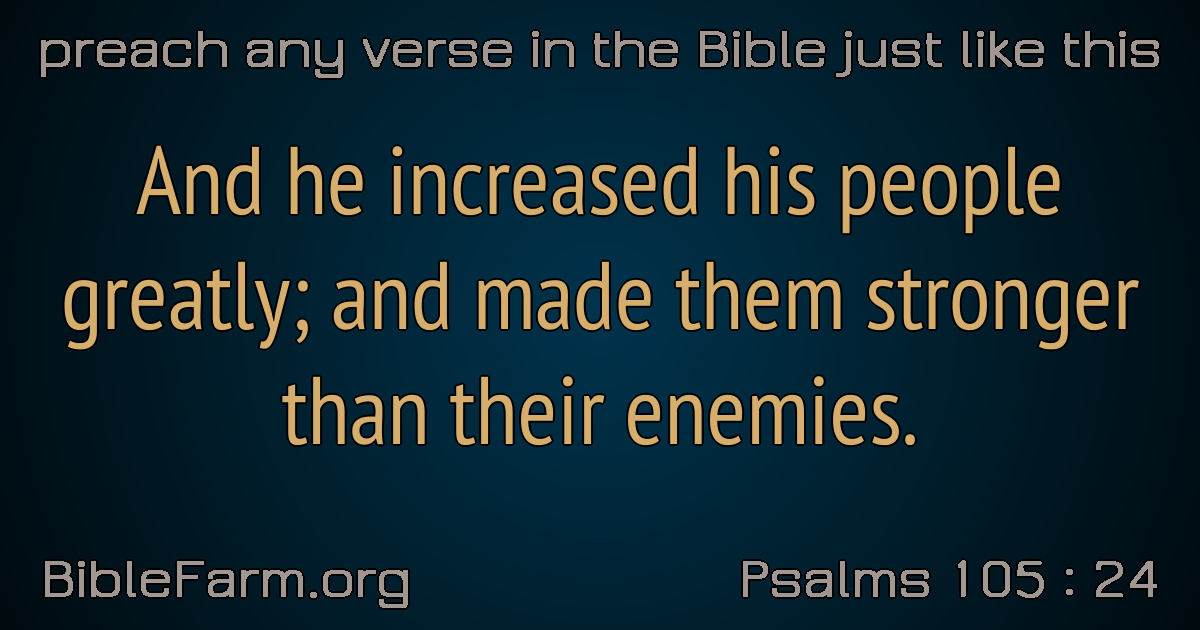 preach any verse in the Bible just like this
And he increased his people
greatly; and made them stronger
than their enemies.
BibleFarm.org
Psalms 105 : 24